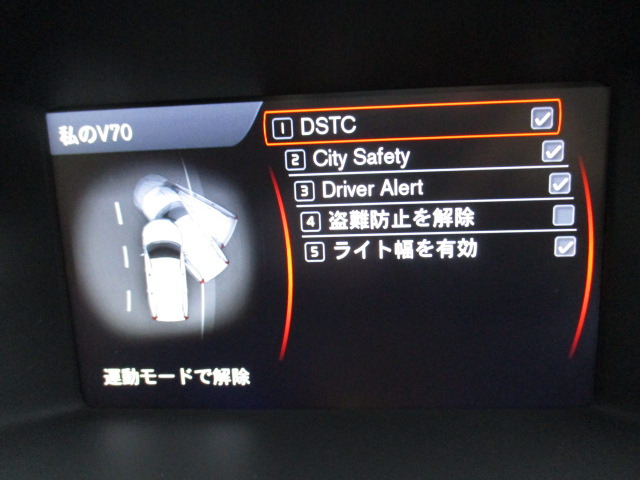 私のV70
1 DSTC
2 City Safety
3 Driver Alert
4 盗難防止を解除
5 ライト幅を有効
運動モードで解除